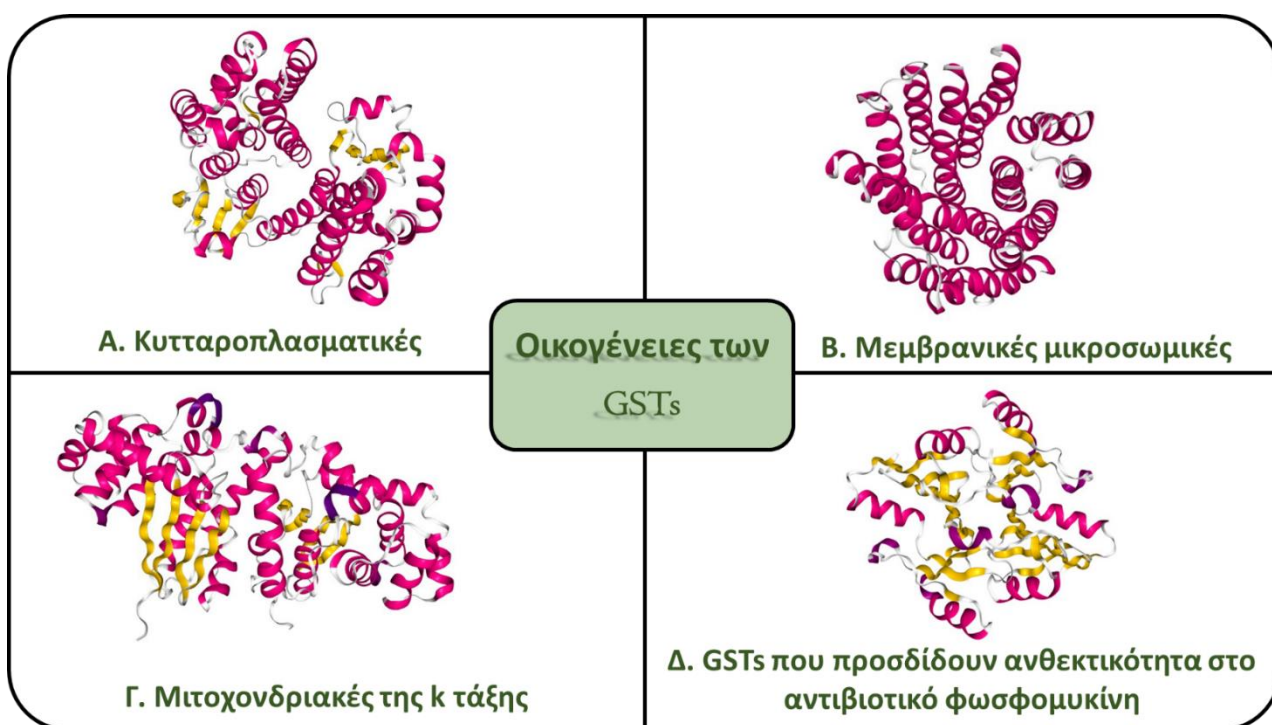 Α. Κυτταροπλασματικές
Β. Μεμβρανικές μικροσωμικές
Οικογένειες των
GSTs
Γ. Μιτοχονδριακές της k τάξης
Δ. GSTs που προσδίδουν ανθεκτικότητα στο
αντιβιοτικό φωσφομυκίνη